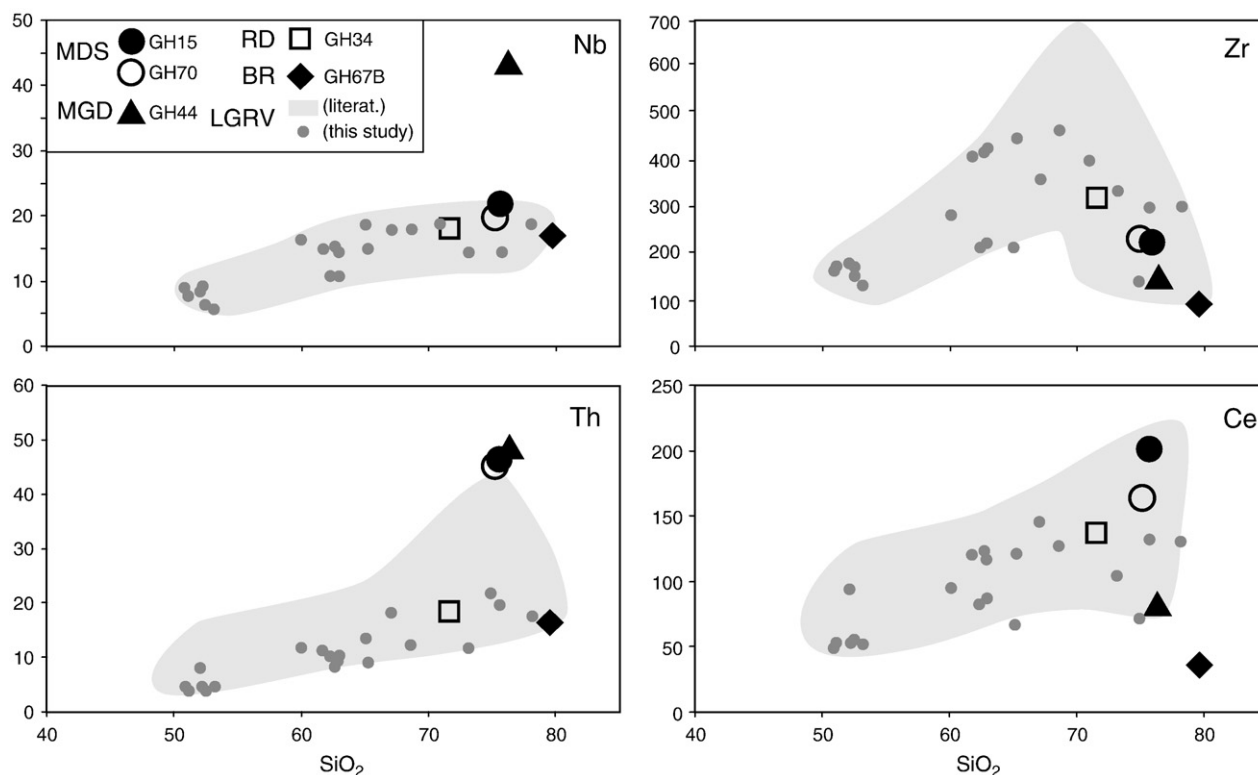 50
40
30
20
10
0
MDS
GH15
GH70
MGD
GH44
RD
GH34
BR
GH67B
LGRV
(literat.)
(this study)
Nb
700
600
500
400
300
200
100
0
Zr
60
50
40
30
20
10
0
Th
40
50
60
70
80
SiO2
250
200
150
100
50
0
Ce
40
50
60
70
80
SiO2